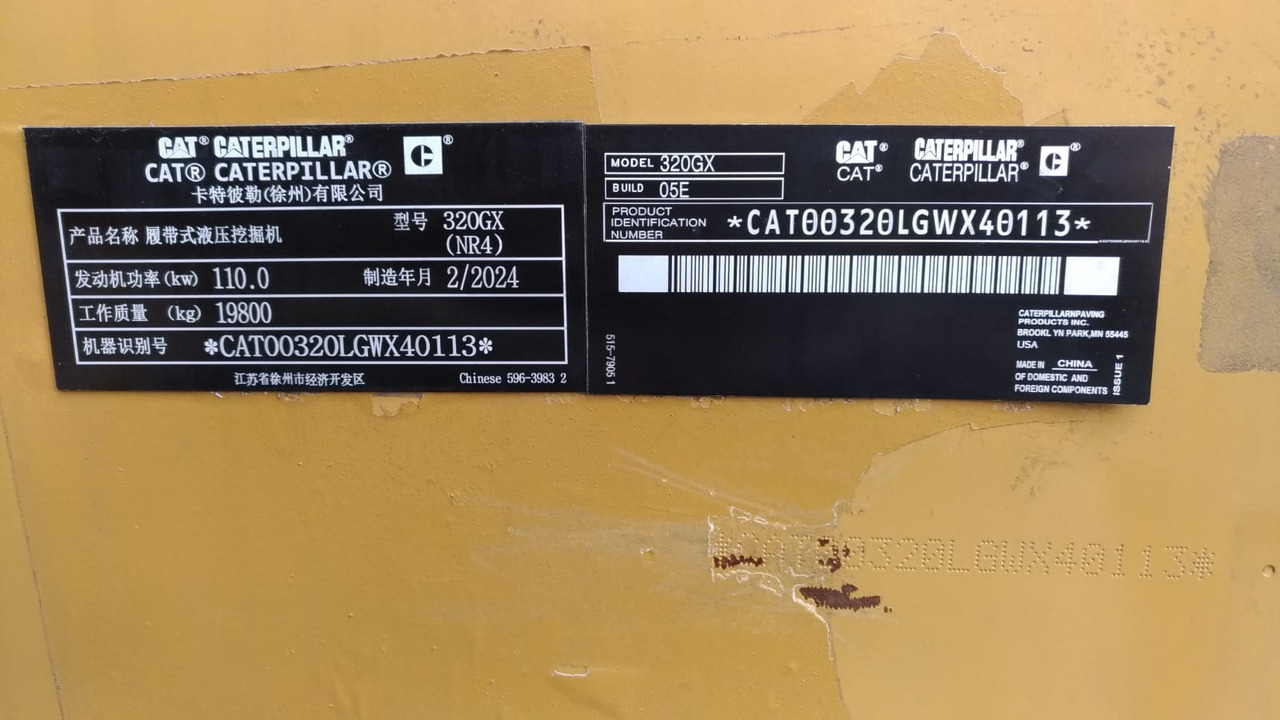 CAT® CATERPILLAR® ®
CAT® CATERPILLAR®
卡特彼勒(徐州)有限公司
产品名称 履带式液压挖掘机 型号 320GX
(NR4)
发动机功率(kw) 110.0 制造年月 2/2024
工作质量 (kg) 19800
机器识别号 *CAT00320LGWX40113*
江苏省徐州市经济开发区 Chinese 596-3983 2
MODEL 320GX
BUILD 05E
CAT® CATERPILLAR® ®
CAT® CATERPILLAR®
PRODUCT
IDENTIFICATION
NUMBER
*CAT00320LGWX40113*
515-7905 1
CATERPILLARNPAVING
PRODUCTS INC.
BROOKL YN PARK,MN 55445
USA
MADE IN CHINA
OF DOMESTIC AND
FOREIGN COMPONENTS
ISSUE 1
*CAT00320LGWX40113*